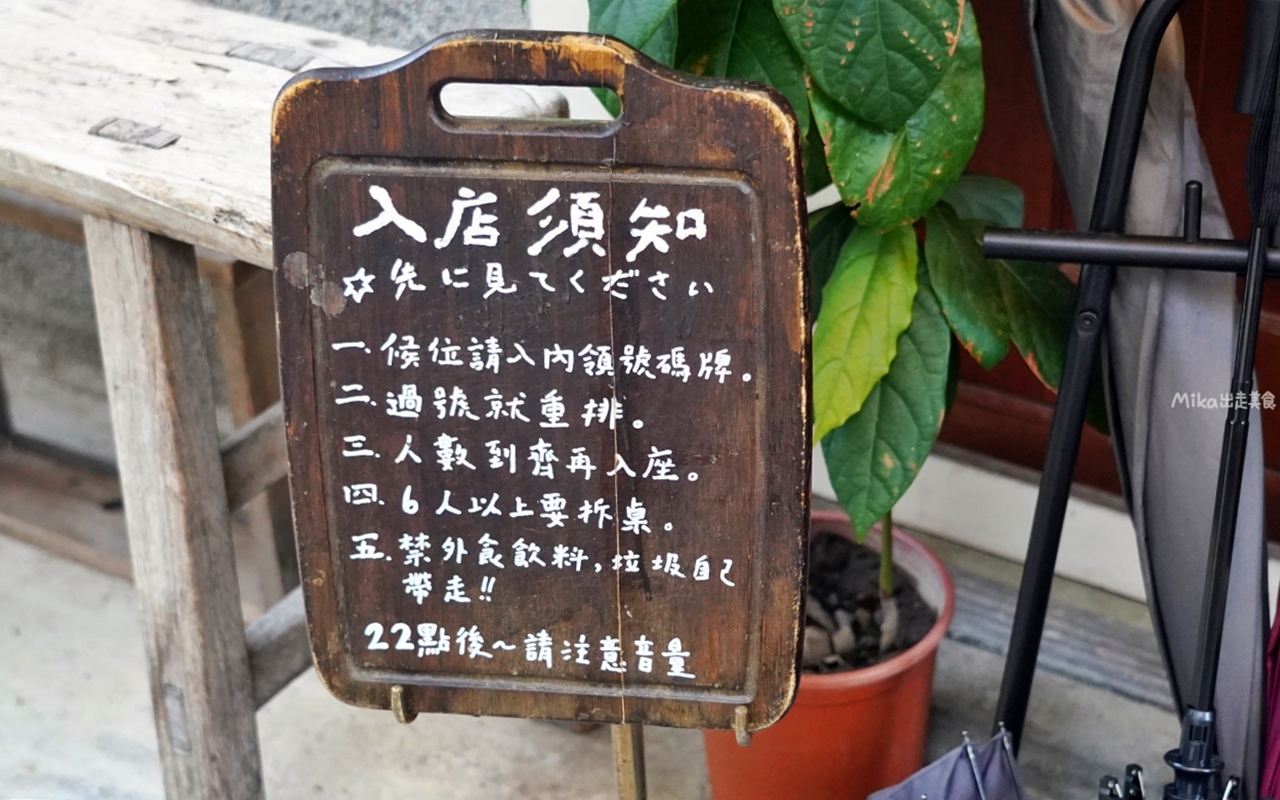 入店須知
☆先に見てください
一.候位請入內領號碼牌。
二.過號就重排。
三.人數到齊再入座。
四.6人以上要拆桌。
五.禁外食飲料,垃圾自己
帶走!!
22點後~請注意音量
Mika出走美食